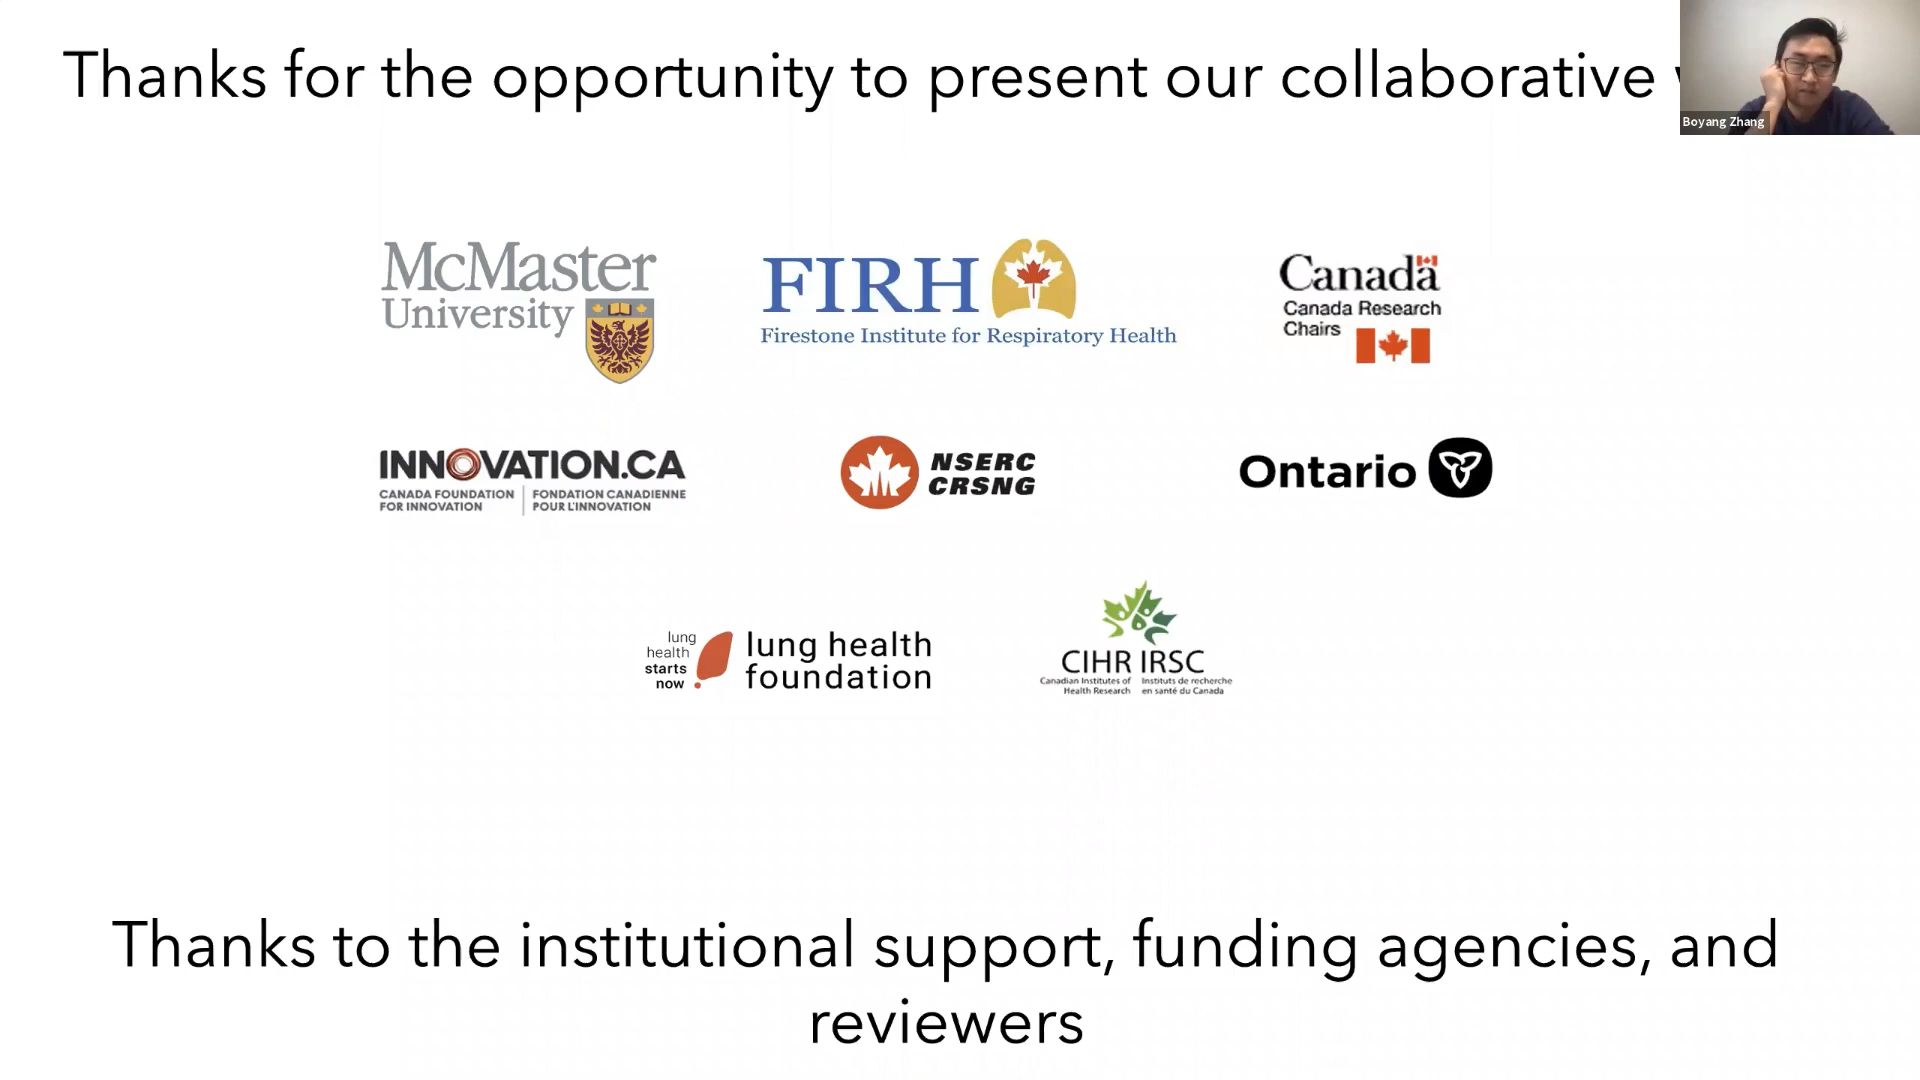 Thanks for the opportunity to present our collaborative
Boyang Zhang
McMaster
University
FIRH
Firestone Institute for Respiratory Health
Canada
Canada Research
Chairs
INNOVATION.CA
CANADA FOUNDATION
FOR INNOVATION
FONDATION CANADIENNE
POUR L'INNOVATION
NSERC
CRSNG
Ontario
lung
health
starts
now
lung health
foundation
CIHR IRSC
Canadian Institutes of
Health Research
Instituts de recherche
en santé du Canada
Thanks to the institutional support, funding agencies, and
reviewers